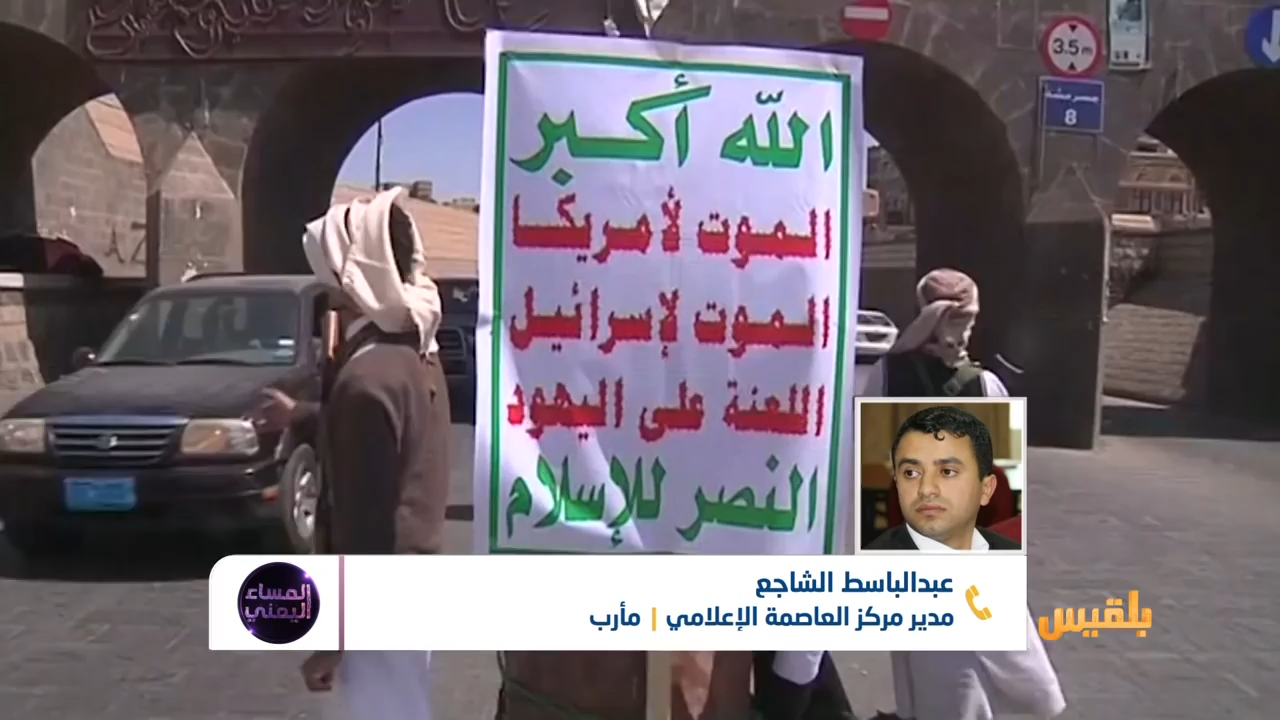 3.5m
8
الله أكبر
الموت لأمريكا
الموت لإسرائيل
اللعنة على اليهود
النصر للإسلام
عبدالباسط الشاجع
مدير مركز العاصمة الإعلامي | مأرب
المساء
اليمني
بلقيس